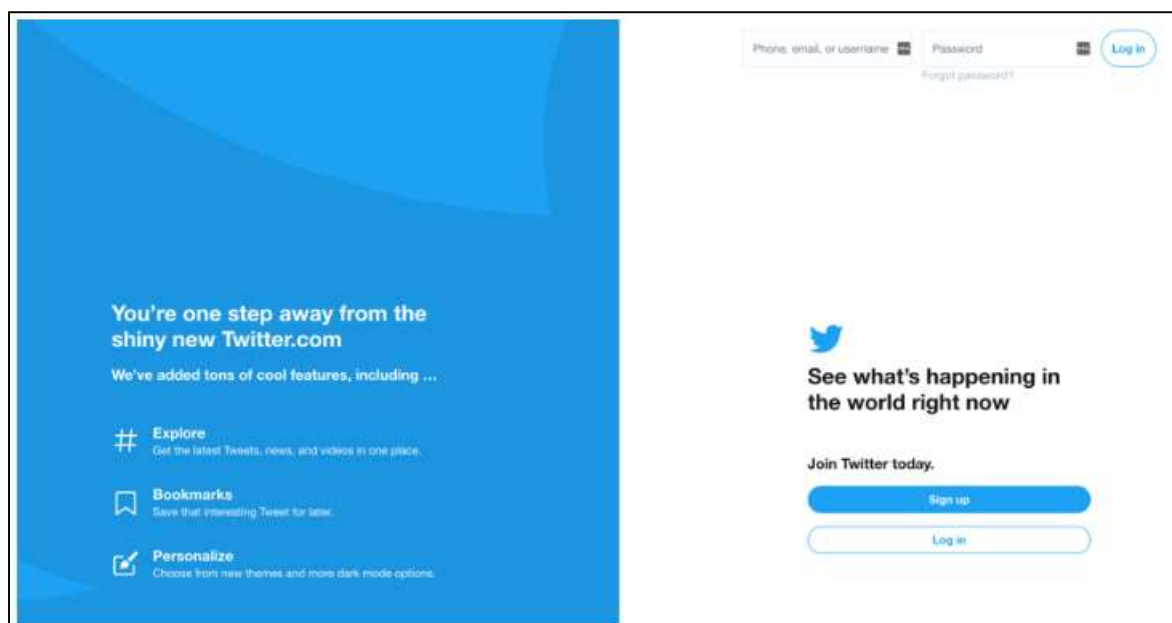 Phone, email, or username
Password
Log in
Forgot password?
You're one step away from the
shiny new Twitter.com
We've added tons of cool features, including ...
Explore
Get the latest Tweets, news, and videos in one place.
Bookmarks
Save that interesting Tweet for later.
Personalize
Choose from new themes and more dark mode options.
See what's happening in
the world right now
Join Twitter today.
Sign up
Log in